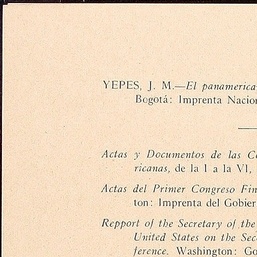 YEPES, J. M.—El panamerica
Bogotá: Imprenta Nacion
Actas y Documentos de las Co
ricanas, de la I a la VI,
Actas del Primer Congreso Fin
ton: Imprenta del Gobier
Repport of the Secretary of the
United States on the Sec
ference. Washington: Go